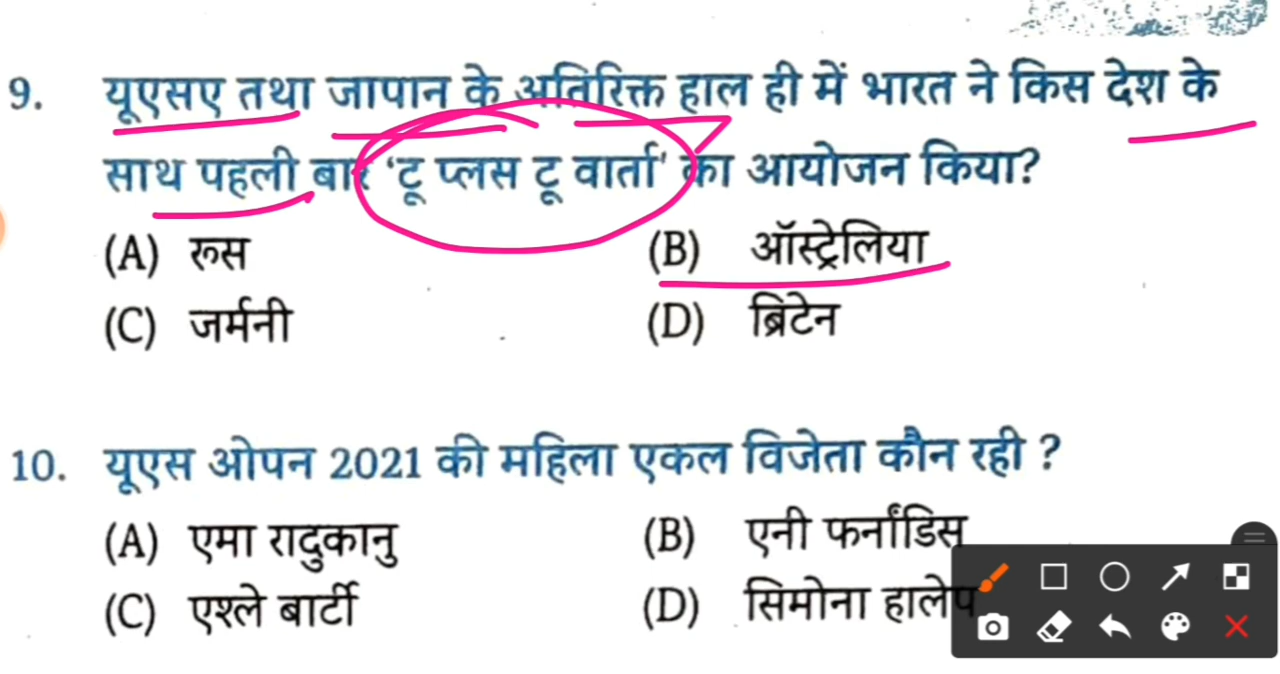 9. यूएसए तथा जापान के अतिरिक्त हाल ही में भारत ने किस देश के
साथ पहली बार ‘टू प्लस टू वार्ता’ का आयोजन किया?
(A) रूस (B) ऑस्ट्रेलिया
(C) जर्मनी (D) ब्रिटेन
10. यूएस ओपन 2021 की महिला एकल विजेता कौन रही ?
(A) एमा रादुकानु (B) एनी फर्नांडिस
(C) एश्ले बार्टी (D) सिमोना हालेप